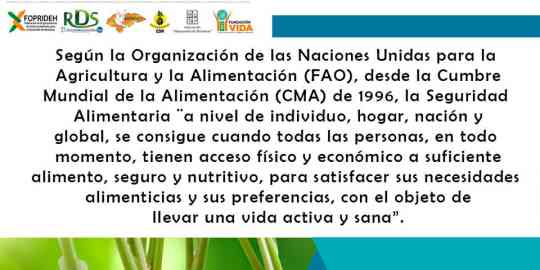 FOPRIDEH
RDS
FUNDACIÓN
VIDA
Según la Organización de las Naciones Unidas para la
Agricultura y la Alimentación (FAO), desde la Cumbre
Mundial de la Alimentación (CMA) de 1996, la Seguridad
Alimentaria ¨a nivel de individuo, hogar, nación y
global, se consigue cuando todas las personas, en todo
momento, tienen acceso físico y económico a suficiente
alimento, seguro y nutritivo, para satisfacer sus necesidades
alimenticias y sus preferencias, con el objeto de
llevar una vida activa y sana”.